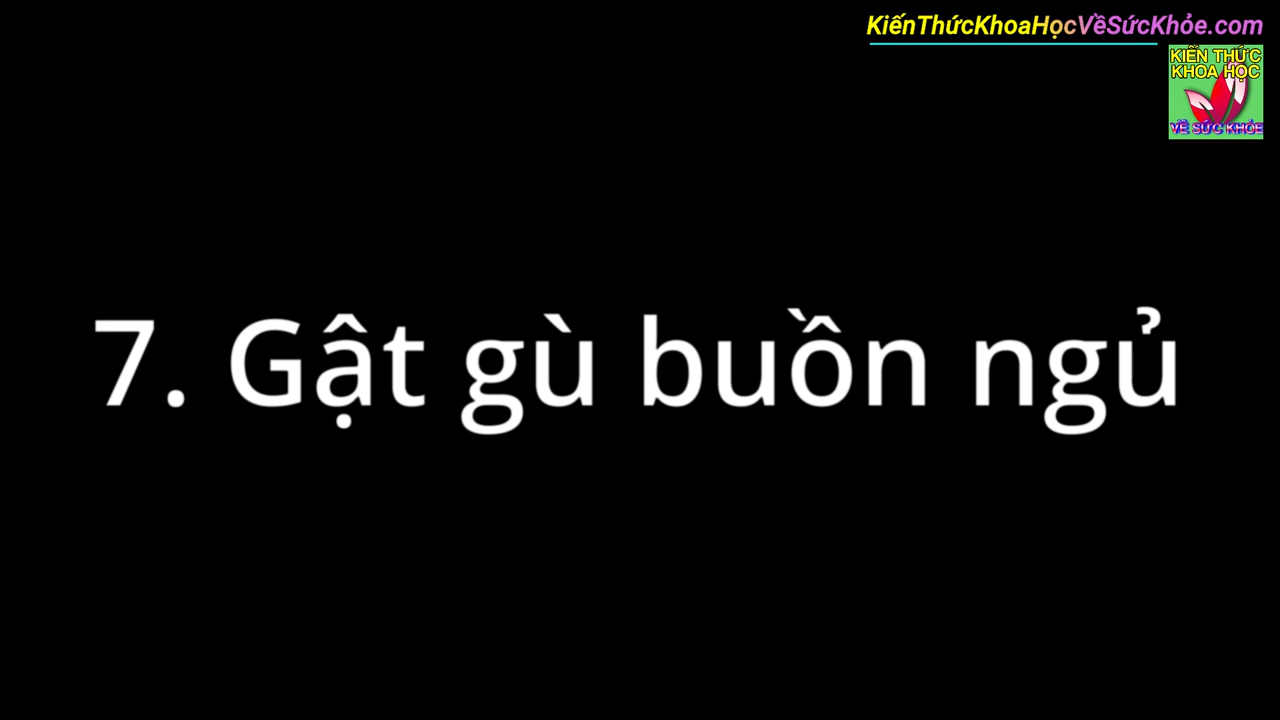 KiếnThứcKhoaHọcVềSứcKhỏe.com
KIẾN THỨC
KHOA HỌC
VỀ SỨC KHỎE
7. Gật gù buồn ngủ